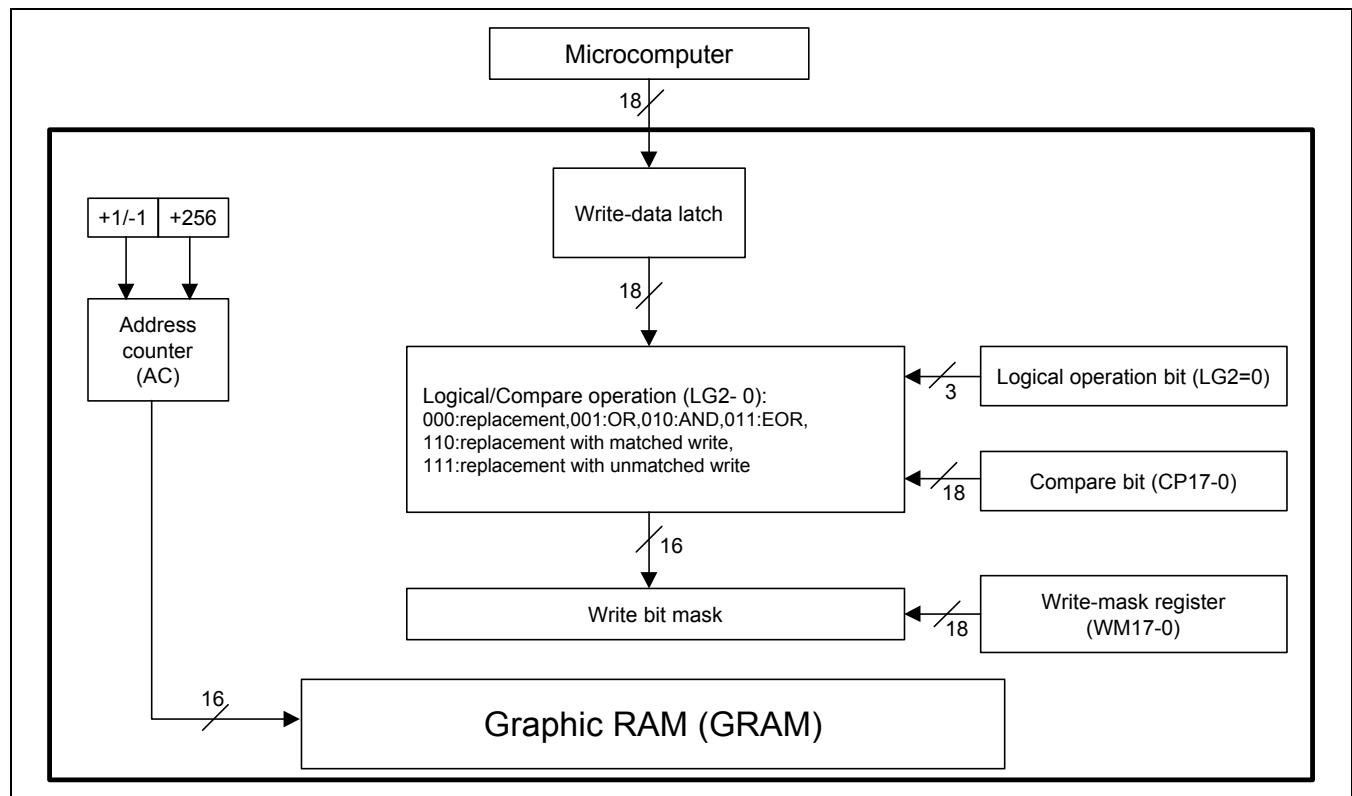 Microcomputer
18
Write-data latch
+1/-1 +256
18
Address
counter
(AC)
Logical/Compare operation (LG2- 0):
000:replacement,001:OR,010:AND,011:EOR,
110:replacement with matched write,
111:replacement with unmatched write
3
Logical operation bit (LG2=0)
18
Compare bit (CP17-0)
16
Write bit mask
18
Write-mask register
(WM17-0)
16
Graphic RAM (GRAM)